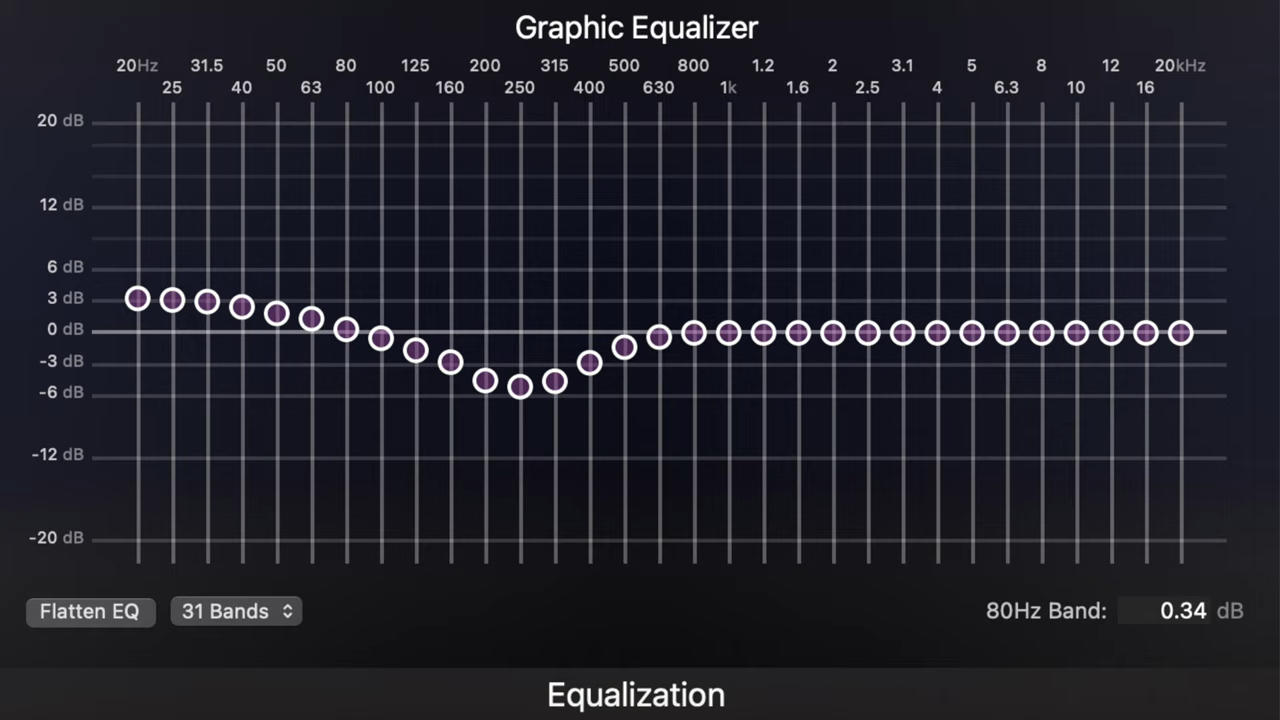 Graphic Equalizer
20Hz 31.5 50 80 125 200 315 500 800 1.2 2 3.1 5 8 12 20kHz
25 40 63 100 160 250 400 630 1k 1.6 2.5 4 6.3 10 16
20 dB
12 dB
6 dB
3 dB
0 dB
-3 dB
-6 dB
-12 dB
-20 dB
Flatten EQ 31 Bands 80Hz Band: 0.34 dB
Equalization